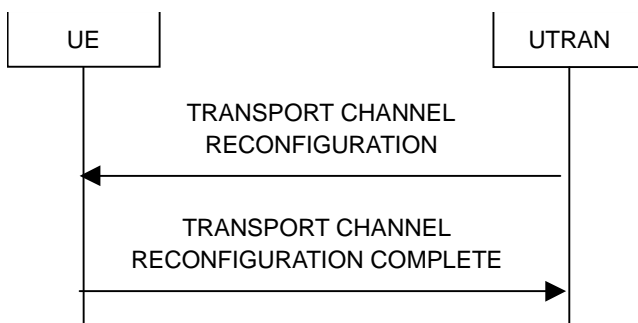 UE
UTRAN
TRANSPORT CHANNEL
RECONFIGURATION
TRANSPORT CHANNEL
RECONFIGURATION COMPLETE